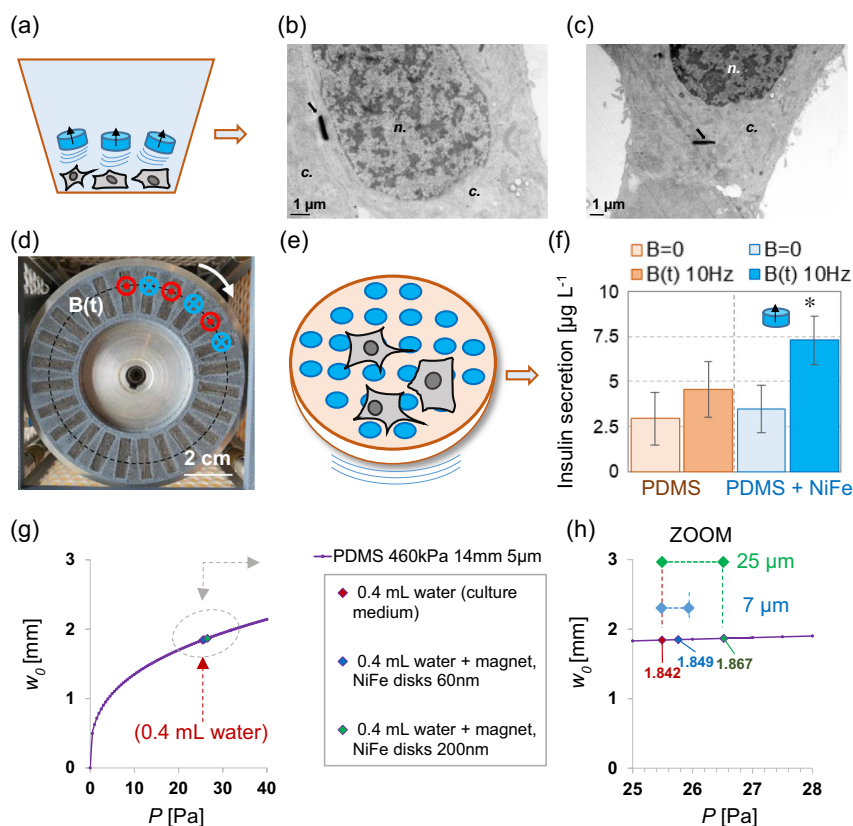 (a)
(b)
n.
c.
c.
1 µm
(c)
n.
c.
1 µm
(d)
B(t)
2 cm
(e)
(f)
B=0
B=0
B(t) 10Hz
B(t) 10Hz
Insulin secretion [µg L-1]
10
7.5
5
2.5
0
*
PDMS
PDMS + NiFe
(g)
w0 [mm]
3
2
1
0
(0.4 mL water)
0
10
20
30
40
P [Pa]
PDMS 460kPa 14mm 5µm
0.4 mL water (culture
medium)
0.4 mL water + magnet,
NiFe disks 60nm
0.4 mL water + magnet,
NiFe disks 200nm
(h)
ZOOM
w0 [mm]
3
2
1
0
25 µm
7 µm
1.842
1.849
1.867
25
26
27
28
P [Pa]